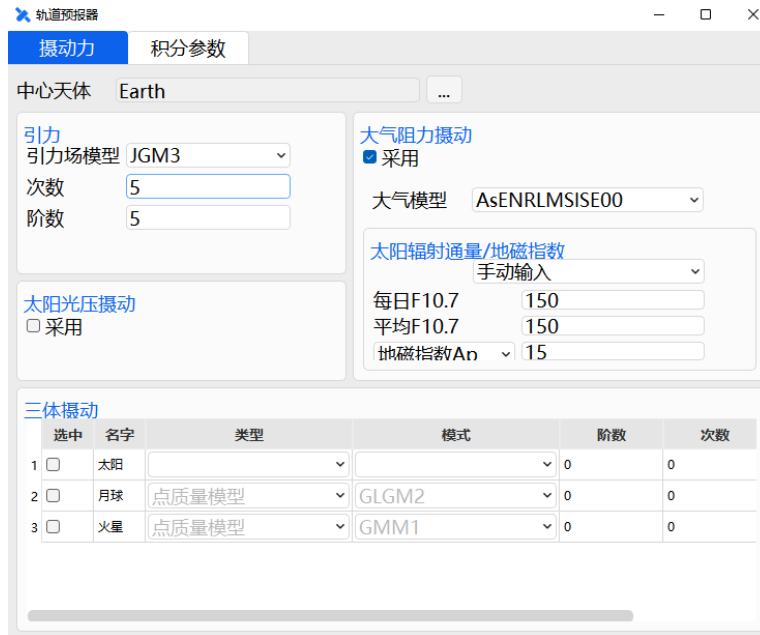 轨道预报器
摄动力 积分参数
中心天体 Earth ...
引力
引力场模型 JGM3
次数 5
阶数 5
太阳光压摄动
采用
大气阻力摄动
采用
大气模型 AsENRLMSISE00
太阳辐射通量/地磁指数
手动输入
每日F10.7 150
平均F10.7 150
地磁指数Ap 15
三体摄动
选中 名字 类型 模式 阶数 次数
1 太阳 0 0
2 月球 点质量模型 GLGM2 0 0
3 火星 点质量模型 GMM1 0 0